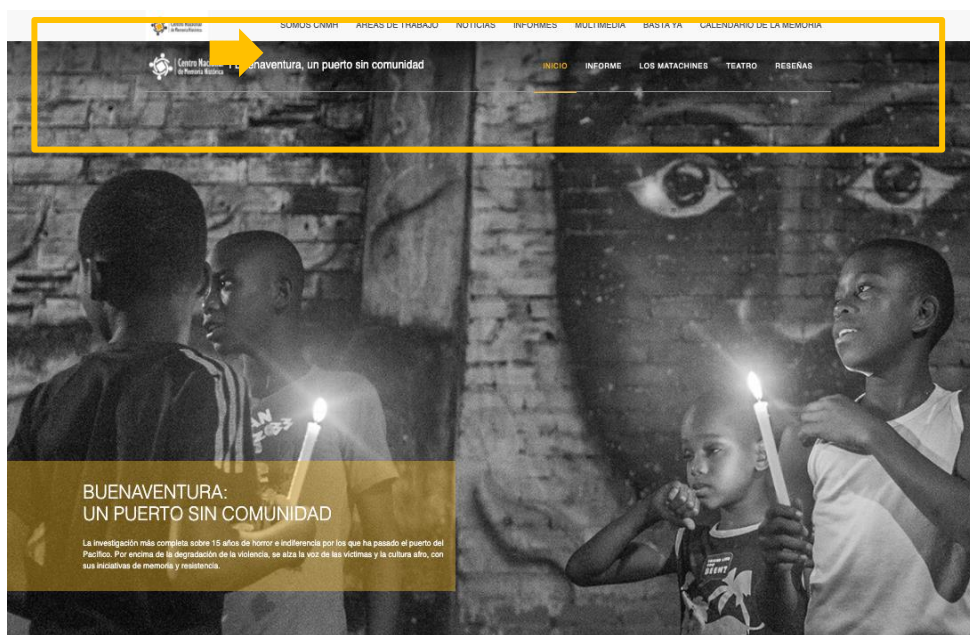 Centro Nacional
de Memoria Histórica
SOMOS CNMH ÁREAS DE TRABAJO NOTICIAS INFORMES MULTIMEDIA BASTA YA CALENDARIO DE LA MEMORIA
Centro
de Memoria Histórica
, un puerto sin comunidad
INICIO INFORME LOS MATACHINES TEATRO RESEÑAS
BUENAVENTURA:
UN PUERTO SIN COMUNIDAD
La investigación más completa sobre 15 años de horror e indiferencia por los que ha pasado el puerto del
Pacífico. Por encima de la degradación de la violencia, se alza la voz de las víctimas y la cultura afro, con
sus iniciativas de memoria y resistencia.